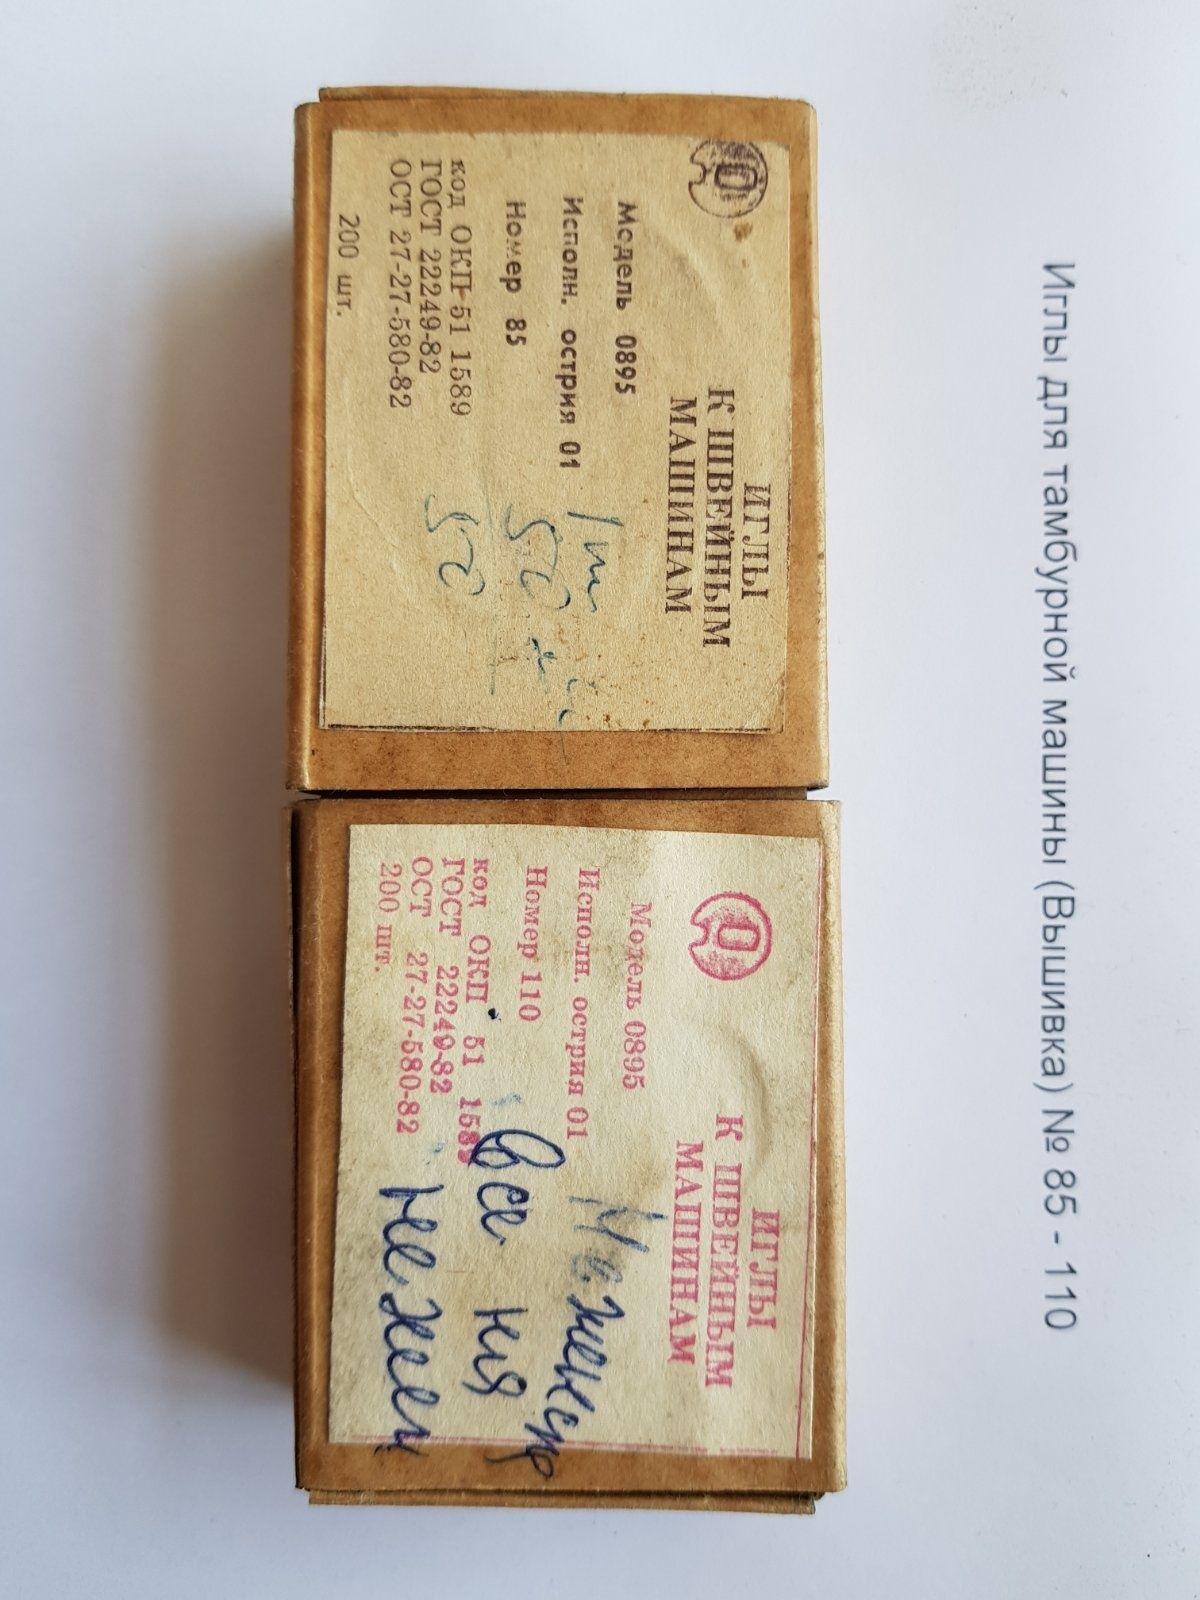 Иглы для тамбурной машины (Вышивка) № 85 - 110
ИГЛЫ
К ШВЕЙНЫМ
МАШИНАМ
Модель 0895
Исполн. острия 01
Номер 85
код ОКП 51 1589
ГОСТ 22249-82
ОСТ 27-27-580-82
200 шт.
50
50
ИГЛЫ
К ШВЕЙНЫМ
МАШИНАМ
Модель 0895
Исполн. острия 01
Номер 110
код ОКП 51 1589
ГОСТ 22249-82
ОСТ 27-27-580-82
200 шт.